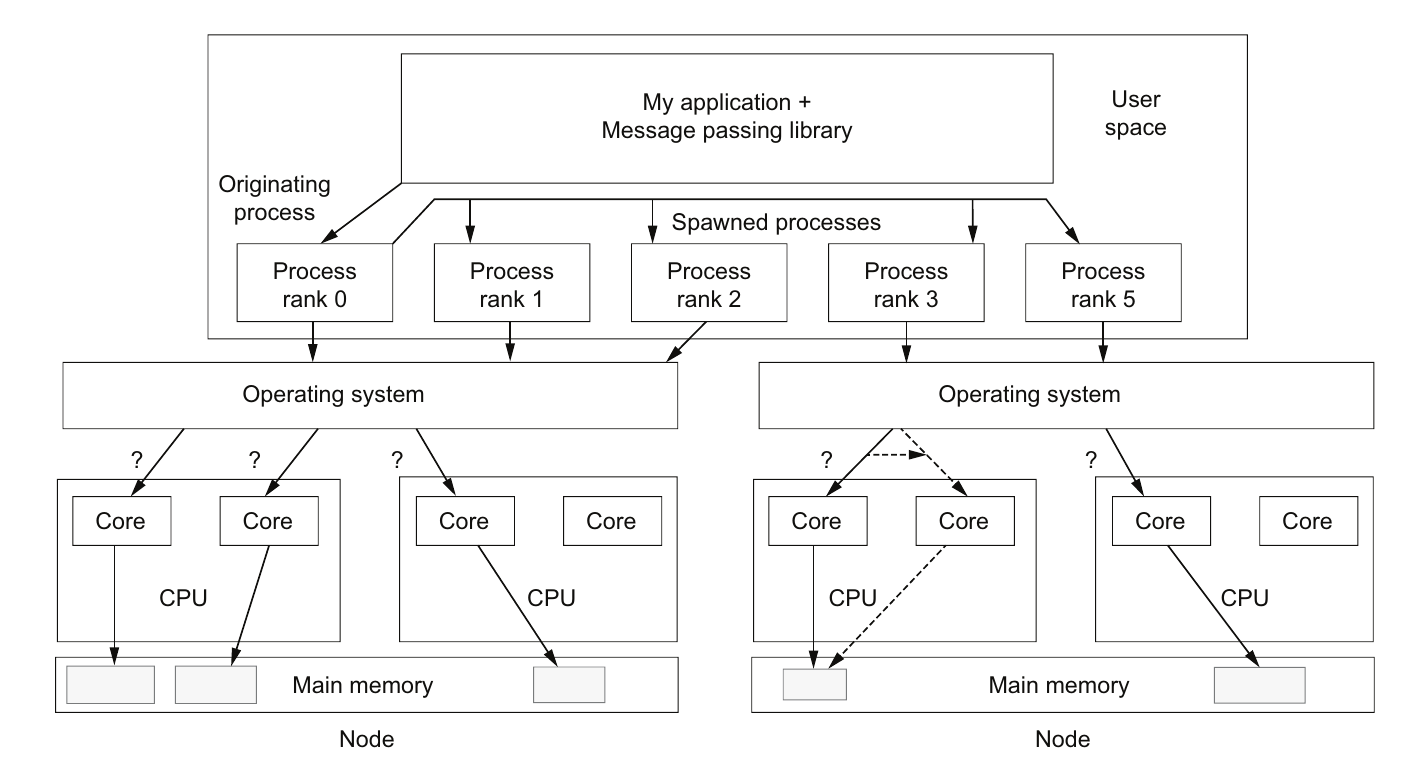 My application +
Message passing library
User
space
Originating
process
Spawned processes
Process
rank 0
Process
rank 1
Process
rank 2
Process
rank 3
Process
rank 5
Operating system
Operating system
?
?
?
?
?
Core
Core
Core
Core
Core
Core
Core
Core
CPU
CPU
CPU
CPU
Main memory
Main memory
Node
Node